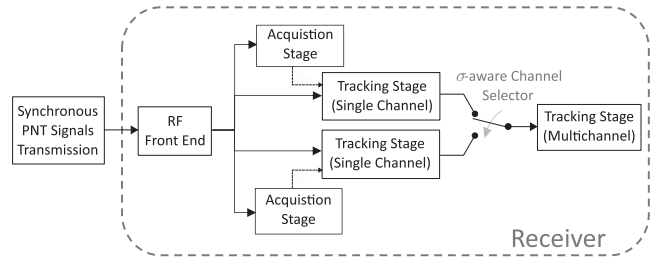 Acquistion
Stage
Tracking Stage
(Single Channel)
σ-aware Channel
Selector
Synchronous
PNT Signals
Transmission
RF
Front End
Tracking Stage
(Multichannel)
Tracking Stage
(Single Channel)
Acquistion
Stage
Receiver